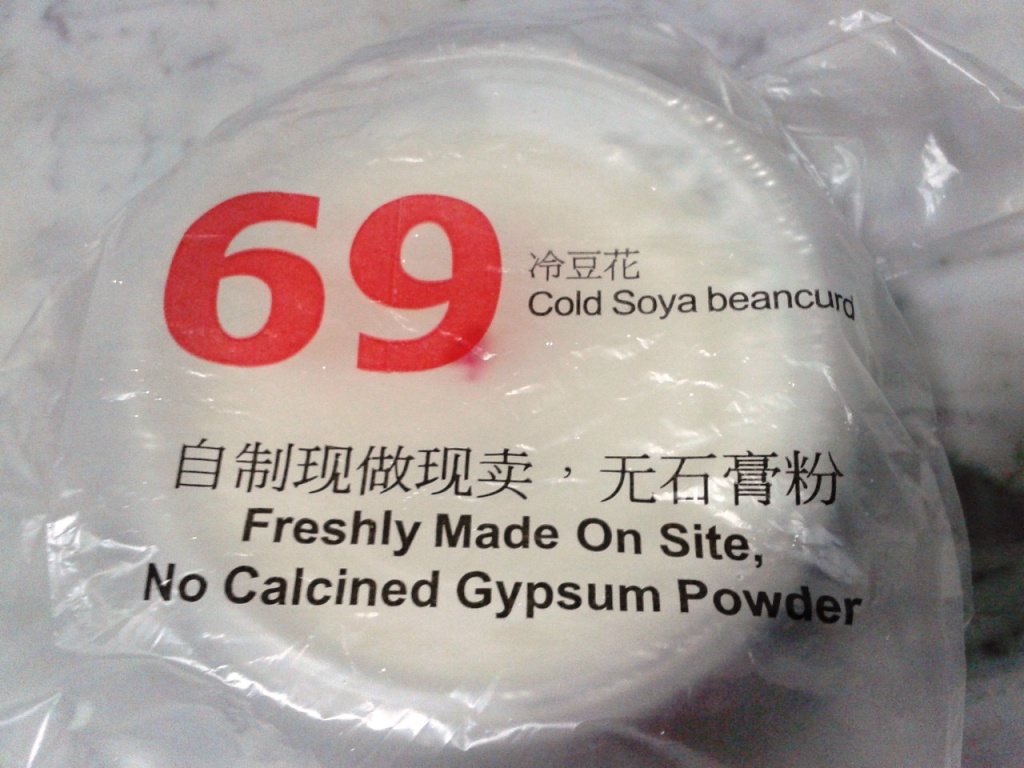 69
冷豆花
Cold Soya beancurd
自制现做现卖，无石膏粉
Freshly Made On Site,
No Calcined Gypsum Powder